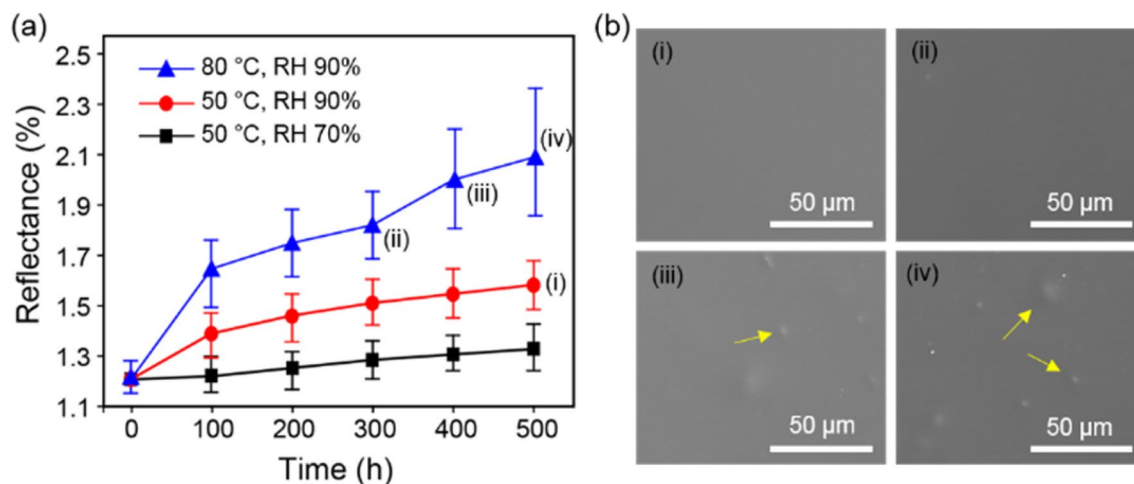 (a)
2.5
2.3
2.1
1.9
1.7
1.5
1.3
1.1
Reflectance (%)
80 °C, RH 90%
50 °C, RH 90%
50 °C, RH 70%
(iv)
(iii)
(ii)
(i)
0 100 200 300 400 500
Time (h)
(b)
(i)
50 µm
(ii)
50 µm
(iii)
50 µm
(iv)
50 µm